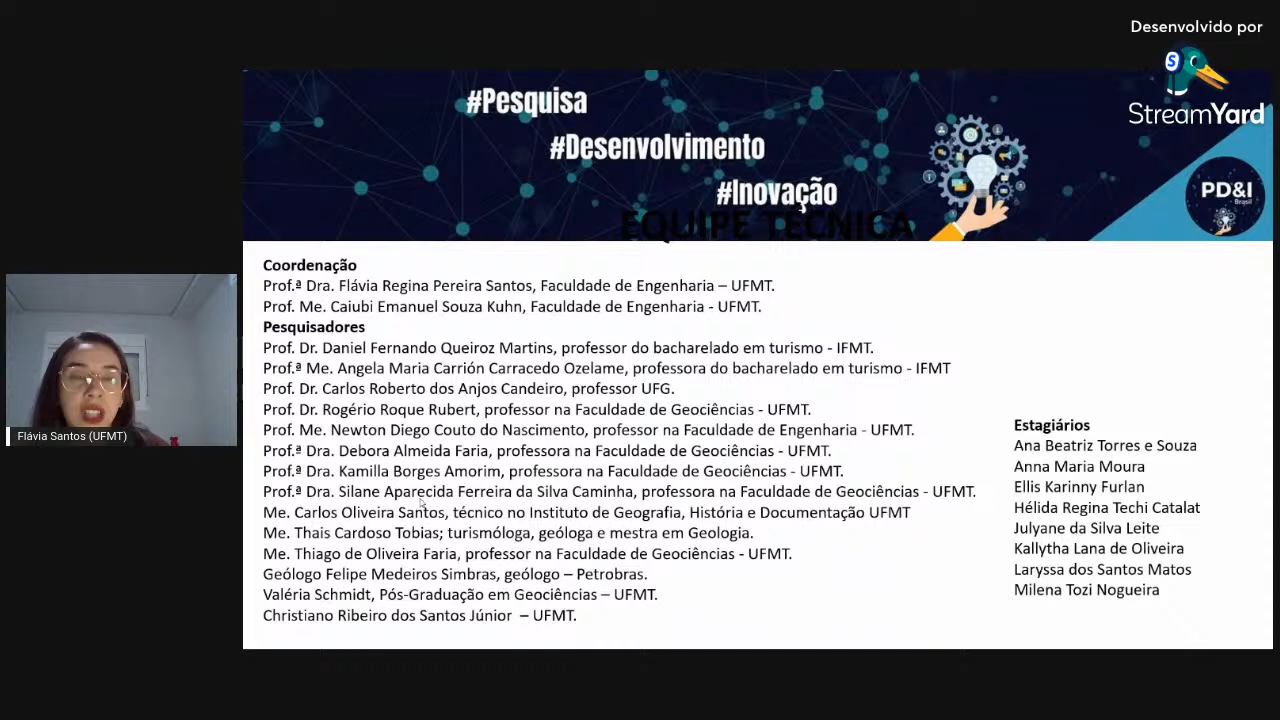 Desenvolvido por
StreamYard
#Pesquisa
#Desenvolvimento
#Inovação
EQUIPE TÉCNICA
PD&I
Brasil
Coordenação
Prof.ª Dra. Flávia Regina Pereira Santos, Faculdade de Engenharia – UFMT.
Prof. Me. Caiubi Emanuel Souza Kuhn, Faculdade de Engenharia - UFMT.
Pesquisadores
Prof. Dr. Daniel Fernando Queiroz Martins, professor do bacharelado em turismo - IFMT.
Prof.ª Me. Angela Maria Carrión Carracedo Ozelame, professora do bacharelado em turismo - IFMT
Prof. Dr. Carlos Roberto dos Anjos Candeiro, professor UFG.
Prof. Dr. Rogério Roque Rubert, professor na Faculdade de Geociências - UFMT.
Prof. Me. Newton Diego Couto do Nascimento, professor na Faculdade de Engenharia - UFMT.
Prof.ª Dra. Debora Almeida Faria, professora na Faculdade de Geociências - UFMT.
Prof.ª Dra. Kamilla Borges Amorim, professora na Faculdade de Geociências - UFMT.
Prof.ª Dra. Silane Aparecida Ferreira da Silva Caminha, professora na Faculdade de Geociências - UFMT.
Me. Carlos Oliveira Santos, técnico no Instituto de Geografia, História e Documentação UFMT
Me. Thais Cardoso Tobias; turismóloga, geóloga e mestra em Geologia.
Me. Thiago de Oliveira Faria, professor na Faculdade de Geociências - UFMT.
Geólogo Felipe Medeiros Simbras, geólogo – Petrobras.
Valéria Schmidt, Pós-Graduação em Geociências – UFMT.
Christiano Ribeiro dos Santos Júnior – UFMT.
Estagiários
Ana Beatriz Torres e Souza
Anna Maria Moura
Ellis Karinny Furlan
Hélida Regina Techi Catalat
Julyane da Silva Leite
Kallytha Lana de Oliveira
Laryssa dos Santos Matos
Milena Tozi Nogueira
Flávia Santos (UFMT)